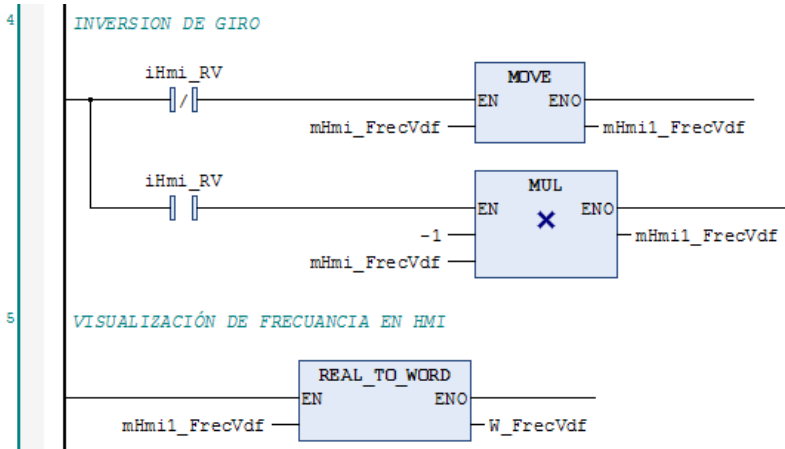 4
INVERSION DE GIRO
iHmi_RV
MOVE
EN ENO
mHmi_FrecVdf
mHmi1_FrecVdf
iHmi_RV
MUL
EN ENO
-1
mHmi1_FrecVdf
mHmi_FrecVdf
5
VISUALIZACIÓN DE FRECUANCIA EN HMI
REAL_TO_WORD
EN ENO
mHmi1_FrecVdf
W_FrecVdf